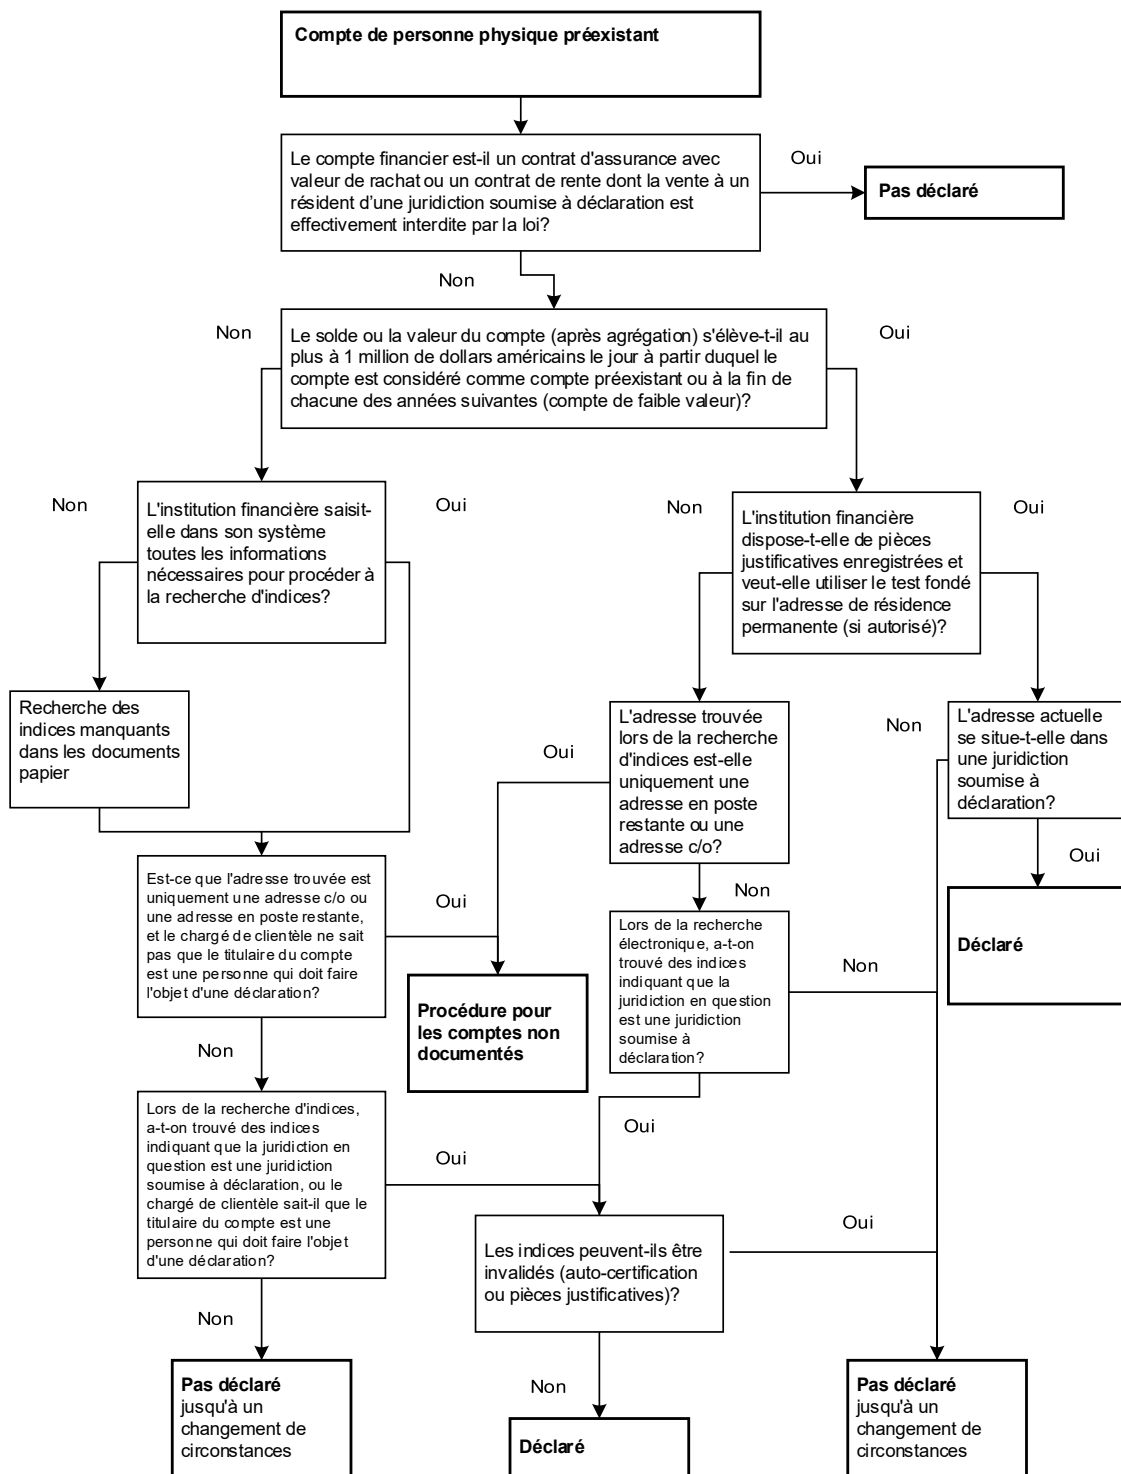 Compte de personne physique préexistant
Le compte financier est-il un contrat d'assurance avec
valeur de rachat ou un contrat de rente dont la vente à un
résident d'une juridiction soumise à déclaration est
effectivement interdite par la loi?
Oui
Pas déclaré
Non
Non
Le solde ou la valeur du compte (après agrégation) s'élève-t-il au
plus à 1 million de dollars américains le jour à partir duquel le
compte est considéré comme compte préexistant ou à la fin de
chacune des années suivantes (compte de faible valeur)?
Oui
Non
L'institution financière saisit-
elle dans son système
toutes les informations
nécessaires pour procéder à
la recherche d'indices?
Oui
Non
L'institution financière
dispose-t-elle de pièces
justificatives enregistrées et
veut-elle utiliser le test fondé
sur l'adresse de résidence
permanente (si autorisé)?
Oui
Recherche des
indices manquants
dans les documents
papier
Oui
L'adresse trouvée
lors de la recherche
d'indices est-elle
uniquement une
adresse en poste
restante ou une
adresse c/o?
Non
L'adresse actuelle
se situe-t-elle dans
une juridiction
soumise à
déclaration?
Oui
Non
Est-ce que l'adresse trouvée est
uniquement une adresse c/o ou
une adresse en poste restante,
et le chargé de clientèle ne sait
pas que le titulaire du compte
est une personne qui doit faire
l'objet d'une déclaration?
Oui
Lors de la recherche
électronique, a-t-on
trouvé des indices
indiquant que la
juridiction en question
est une juridiction
soumise à
déclaration?
Non
Déclaré
Procédure pour
les comptes non
documentés
Non
Oui
Lors de la recherche d'indices,
a-t-on trouvé des indices
indiquant que la juridiction en
question est une juridiction
soumise à déclaration, ou le
chargé de clientèle sait-il que le
titulaire du compte est une
personne qui doit faire l'objet
d'une déclaration?
Oui
Les indices peuvent-ils être
invalidés (auto-certification
ou pièces justificatives)?
Oui
Non
Non
Pas déclaré
jusqu'à un
changement de
circonstances
Déclaré
Pas déclaré
jusqu'à un
changement de
circonstances